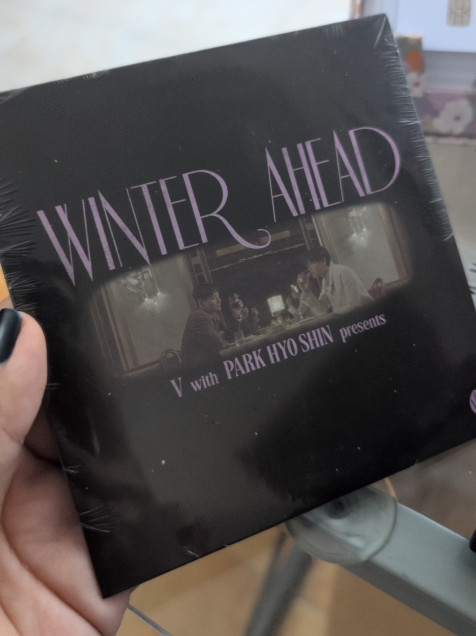 WINTER AHEAD
V with PARK HYO SHIN presents